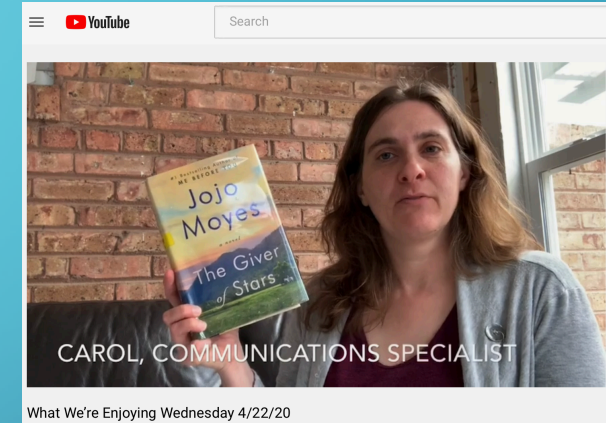 YouTube
Search
#1 Bestselling Author of
ME BEFORE YOU
Jojo
Moyes
a novel
The Giver
of Stars
CAROL, COMMUNICATIONS SPECIALIST
What We're Enjoying Wednesday 4/22/20